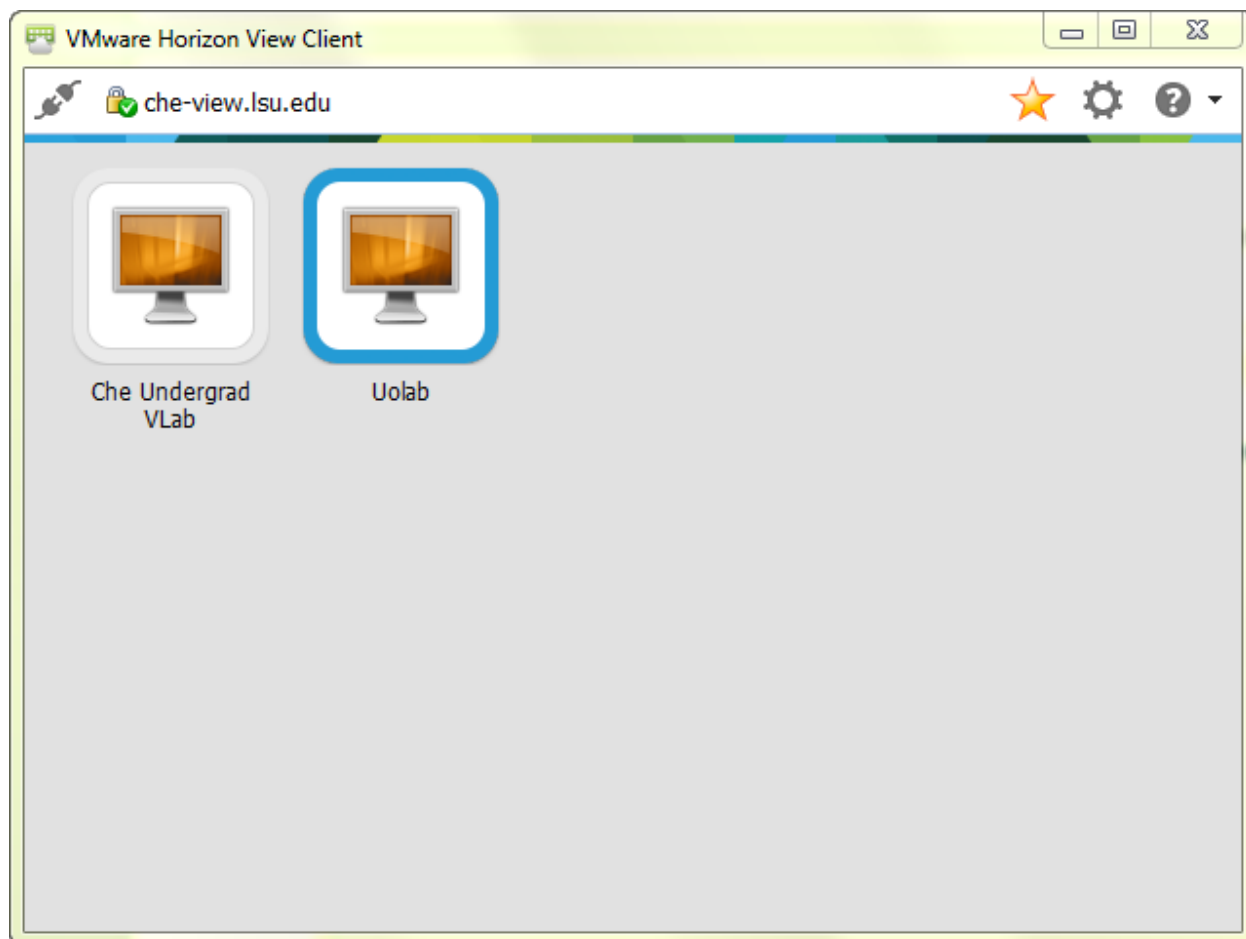 VMware Horizon View Client
che-view.lsu.edu
Che Undergrad
VLab
Uolab